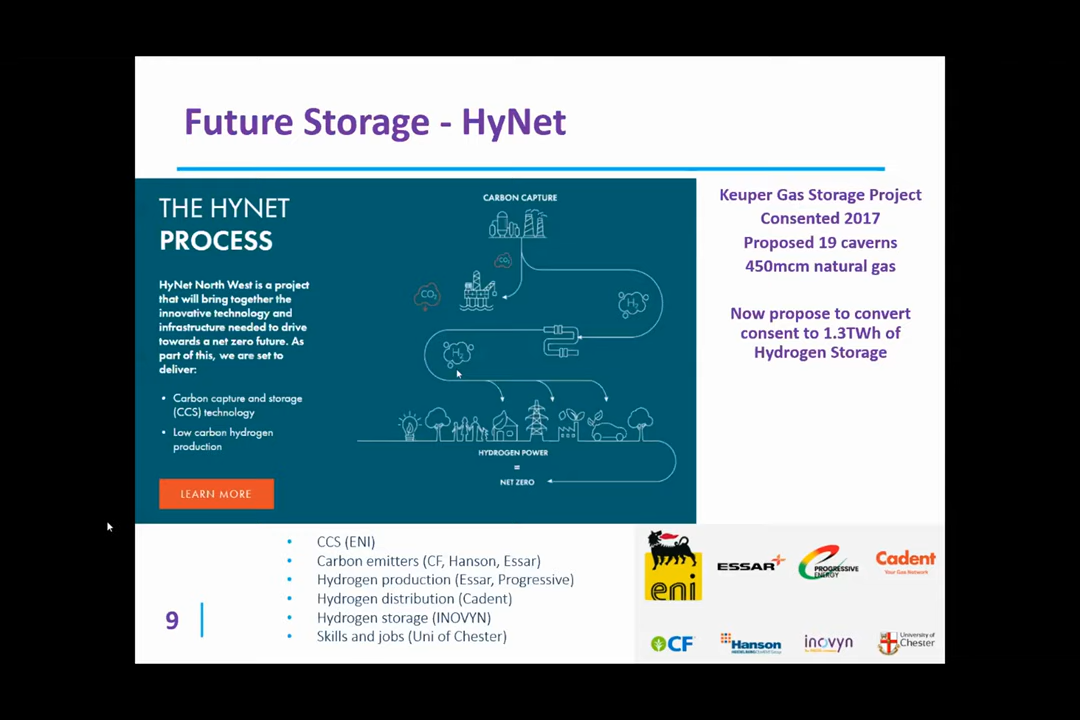 Future Storage - HyNet
THE HYNET
PROCESS
HyNet North West is a project
that will bring together the
innovative technology and
infrastructure needed to drive
towards a net zero future. As
part of this, we are set to
deliver:
• Carbon capture and storage
(CCS) technology
• Low carbon hydrogen
production
LEARN MORE
CARBON CAPTURE
CO₂
CO₂
H₂
H₂
HYDROGEN POWER
=
NET ZERO
Keuper Gas Storage Project
Consented 2017
Proposed 19 caverns
450mcm natural gas
Now propose to convert
consent to 1.3TWh of
Hydrogen Storage
• CCS (ENI)
• Carbon emitters (CF, Hanson, Essar)
• Hydrogen production (Essar, Progressive)
• Hydrogen distribution (Cadent)
• Hydrogen storage (INOVYN)
• Skills and jobs (Uni of Chester)
9
eni
ESSAR
PROGRESSIVE
ENERGY
Cadent
Your Gas Network
CF
Hanson
inovyn
University of
Chester